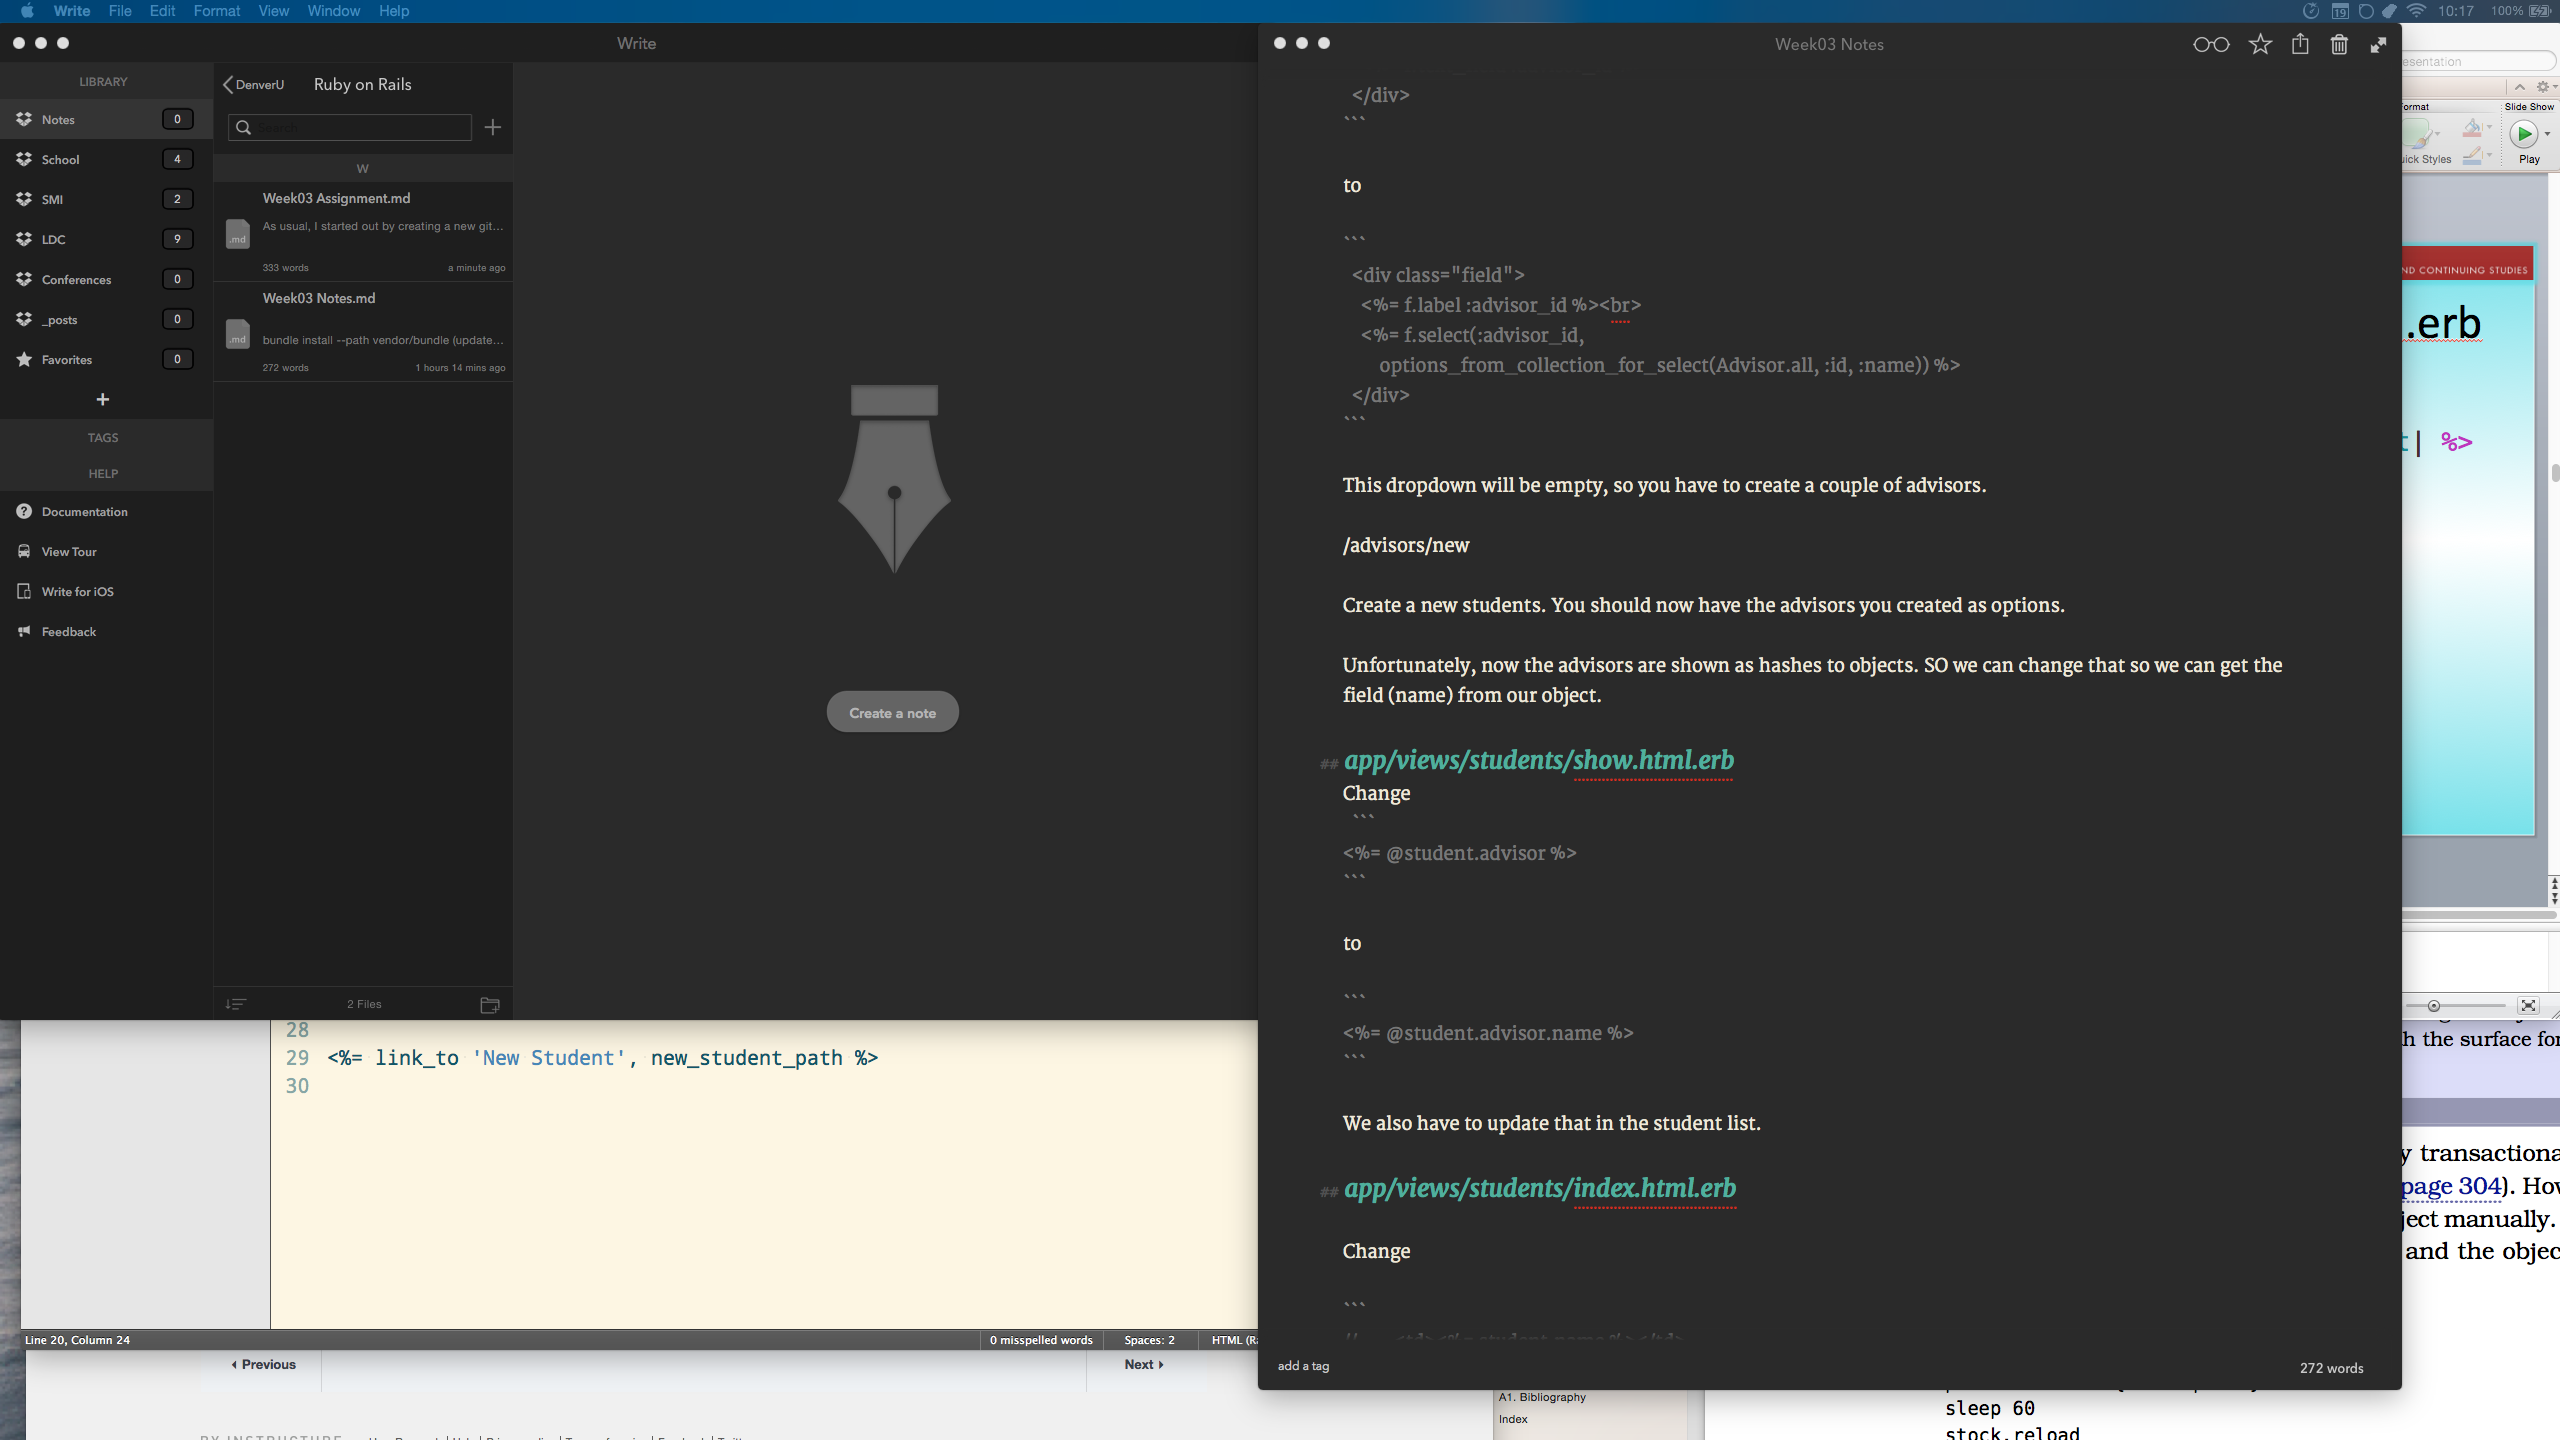 Write File Edit Format View Window Help
19 10:17 100%
Write
LIBRARY
Notes 0
School 4
SMI 2
LDC 9
Conferences 0
_posts 0
Favorites 0
+
TAGS
HELP
Documentation
View Tour
Write for iOS
Feedback
DenverU Ruby on Rails
Search
W
Week03 Assignment.md
.md As usual, I started out by creating a new git...
333 words a minute ago
Week03 Notes.md
.md bundle install --path vendor/bundle (update...
272 words 1 hours 14 mins ago
2 Files
Create a note
Week03 Notes
</div>
```
to
```
<div class="field">
<%= f.label :advisor_id %><br>
<%= f.select(:advisor_id,
options_from_collection_for_select(Advisor.all, :id, :name)) %>
</div>
```
This dropdown will be empty, so you have to create a couple of advisors.
/advisors/new
Create a new students. You should now have the advisors you created as options.
Unfortunately, now the advisors are shown as hashes to objects. SO we can change that so we can get the
field (name) from our object.
## app/views/students/show.html.erb
Change
```
<%= @student.advisor %>
```
to
```
<%= @student.advisor.name %>
```
We also have to update that in the student list.
## app/views/students/index.html.erb
Change
```
add a tag
272 words
esentation
ormat Slide Show
uick Styles Play
ND CONTINUING STUDIES
.erb
t| %>
h the surface for
y transactiona
page 304). How
ject manually.
and the objec
28
29 <%= link_to 'New Student', new_student_path %>
30
Line 20, Column 24 0 misspelled words Spaces: 2 HTML (Ra
Previous Next
A1. Bibliography
Index
sleep 60
stock.reload